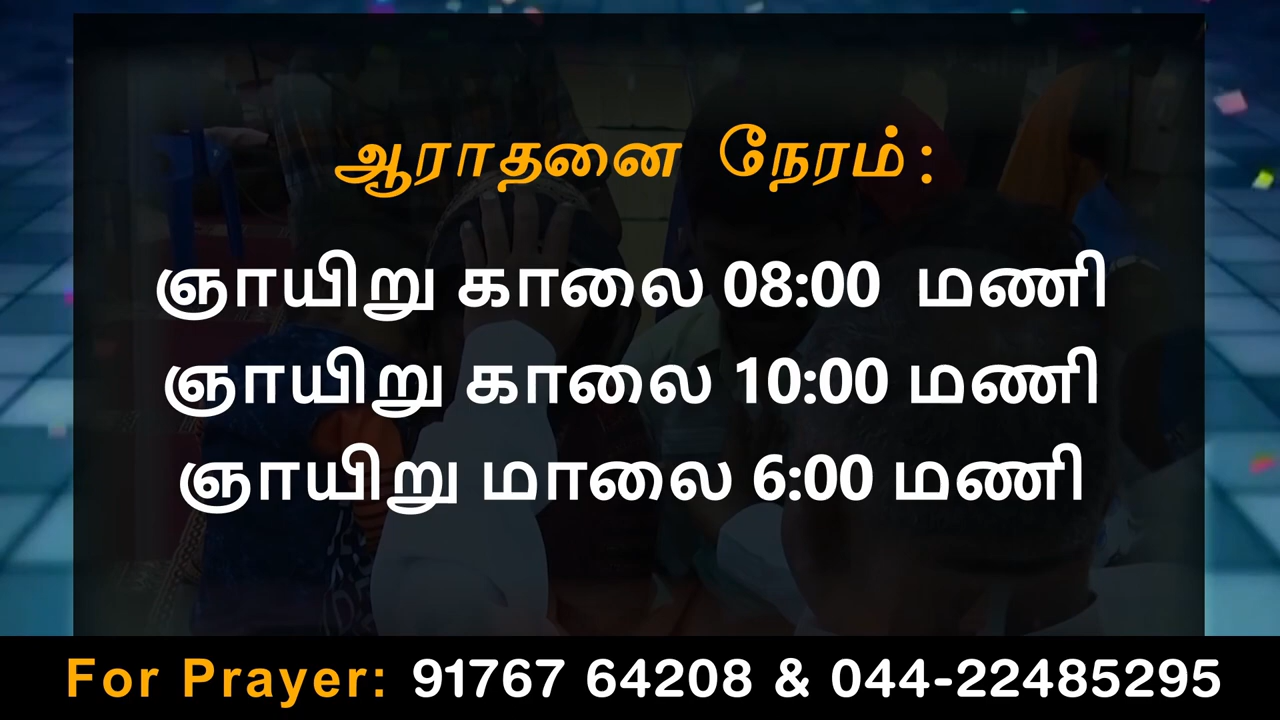 ஆராதனை நேரம் :
ஞாயிறு காலை 08:00 மணி
ஞாயிறு காலை 10:00 மணி
ஞாயிறு மாலை 6:00 மணி
For Prayer: 91767 64208 & 044-22485295